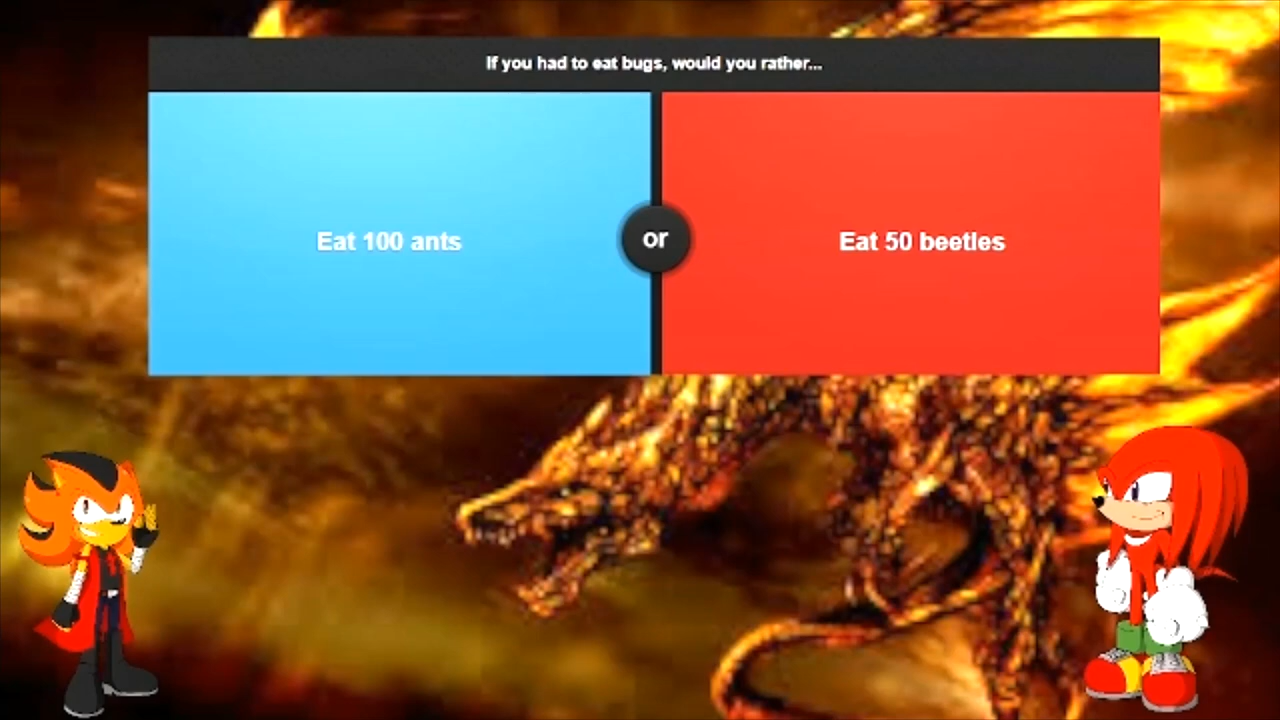 If you had to eat bugs, would you rather...
Eat 100 ants
or
Eat 50 beetles